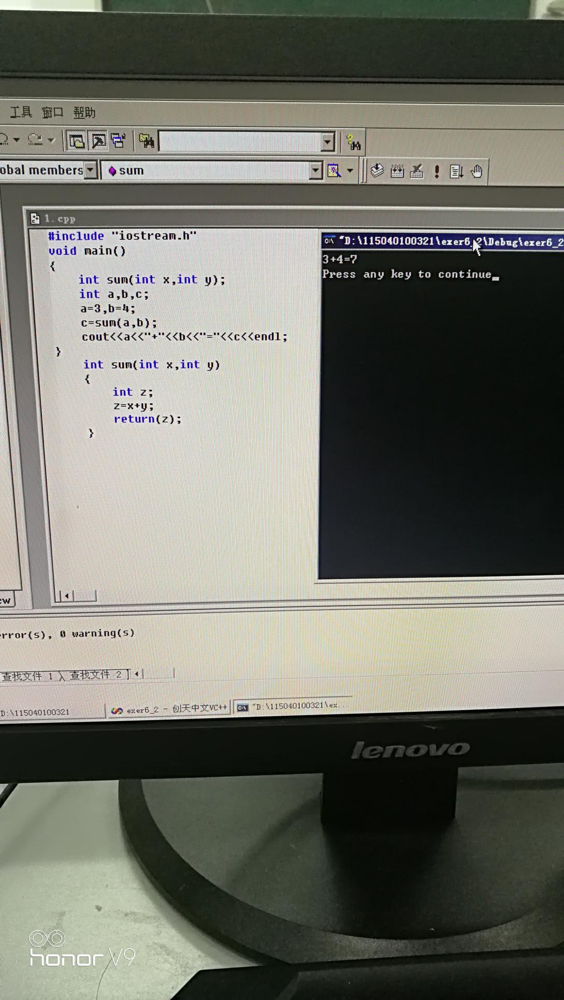 工具 窗口 帮助
obal members sum
1.cpp
#include "iostream.h"
void main()
{
int sum(int x,int y);
int a,b,c;
a=3,b=4;
c=sum(a,b);
cout<<a<<"+"<<b<<"="<<c<<endl;
}
int sum(int x,int y)
{
int z;
z=x+y;
return(z);
}
"D:\115040100321\exer6_2\Debug\exer6_2
3+4=7
Press any key to continue
ew
error(s), 0 warning(s)
查找文件 1 查找文件 2
D:\115040100321 exer6_2 - 创天中文VC++ "D:\115040100321\ex...
lenovo
honor V9